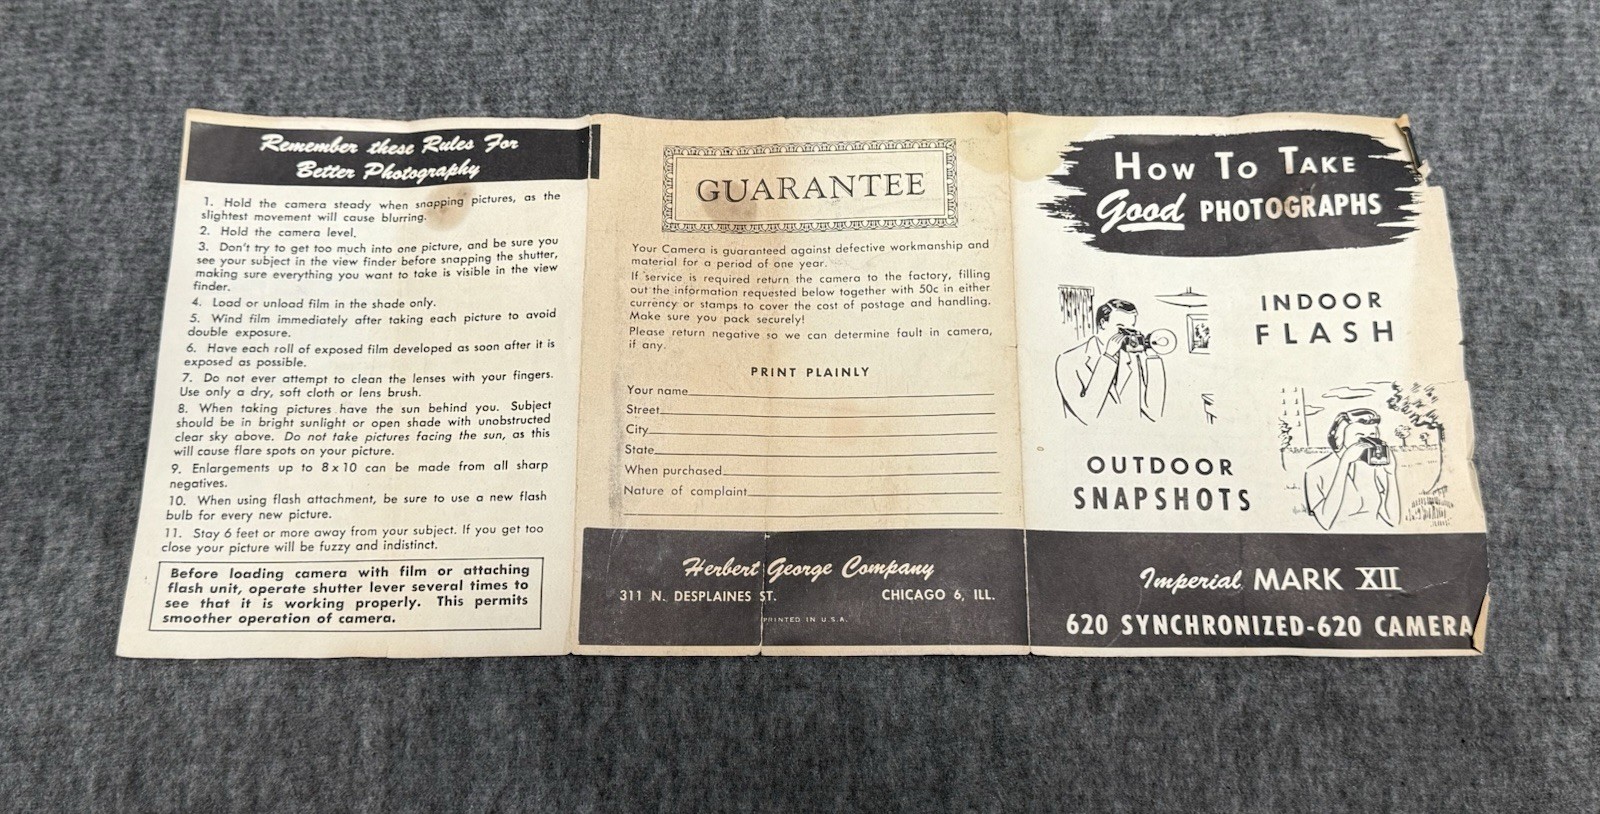 Remember these Rules For
Better Photography
1. Hold the camera steady when snapping pictures, as the
slightest movement will cause blurring.
2. Hold the camera level.
3. Don't try to get too much into one picture, and be sure you
see your subject in the view finder before snapping the shutter,
making sure everything you want to take is visible in the view
finder.
4. Load or unload film in the shade only.
5. Wind film immediately after taking each picture to avoid
double exposure.
6. Have each roll of exposed film developed as soon after it is
exposed as possible.
7. Do not ever attempt to clean the lenses with your fingers.
Use only a dry, soft cloth or lens brush.
8. When taking pictures have the sun behind you. Subject
should be in bright sunlight or open shade with unobstructed
clear sky above. Do not take pictures facing the sun, as this
will cause flare spots on your picture.
9. Enlargements up to 8 x 10 can be made from all sharp
negatives.
10. When using flash attachment, be sure to use a new flash
bulb for every new picture.
11. Stay 6 feet or more away from your subject. If you get too
close your picture will be fuzzy and indistinct.
Before loading camera with film or attaching
flash unit, operate shutter lever several times to
see that it is working properly. This permits
smoother operation of camera.
GUARANTEE
Your Camera is guaranteed against defective workmanship and
material for a period of one year.
If service is required return the camera to the factory, filling
out the information requested below together with 50c in either
currency or stamps to cover the cost of postage and handling.
Make sure you pack securely!
Please return negative so we can determine fault in camera,
if any.
PRINT PLAINLY
Your name
Street
City
State
When purchased
Nature of complaint
Herbert George Company
311 N. DESPLAINES ST. CHICAGO 6, ILL.
PRINTED IN U.S.A.
How To Take
Good PHOTOGRAPHS
INDOOR
FLASH
OUTDOOR
SNAPSHOTS
Imperial MARK XII
620 SYNCHRONIZED-620 CAMERA